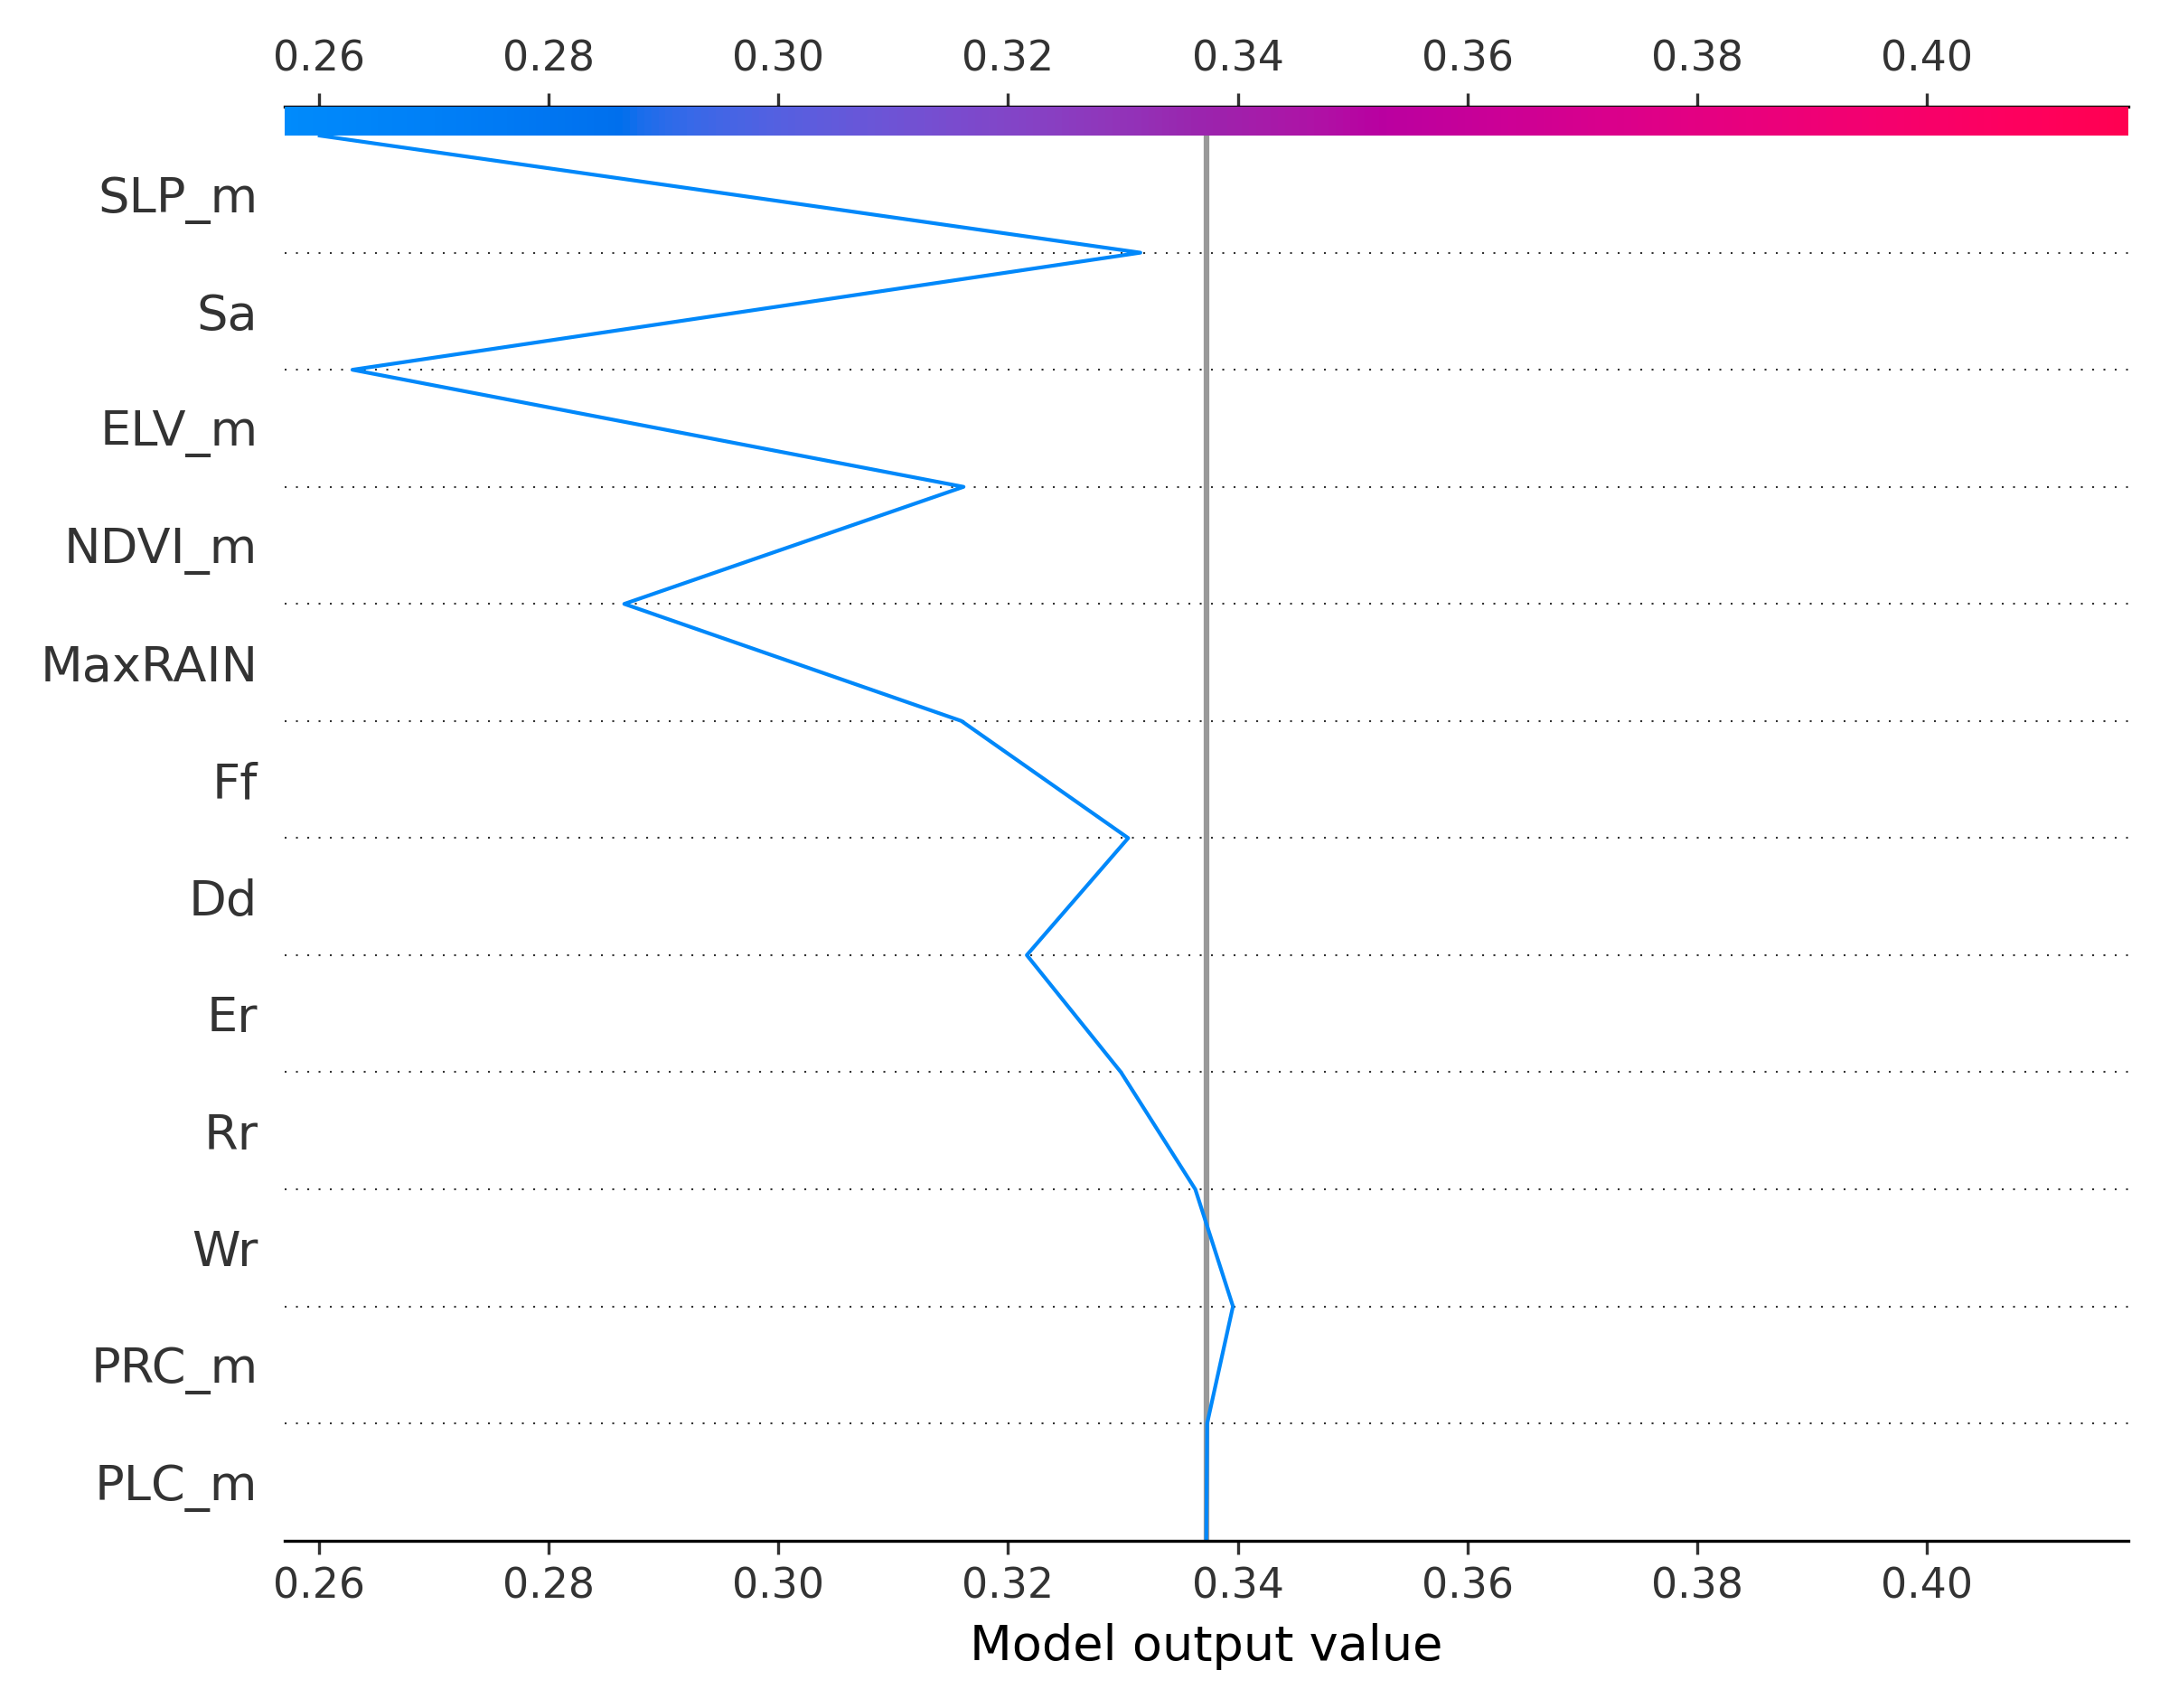 0.26 0.28 0.30 0.32 0.34 0.36 0.38 0.40
SLP_m
Sa
ELV_m
NDVI_m
MaxRAIN
Ff
Dd
Er
Rr
Wr
PRC_m
PLC_m
0.26 0.28 0.30 0.32 0.34 0.36 0.38 0.40
Model output value